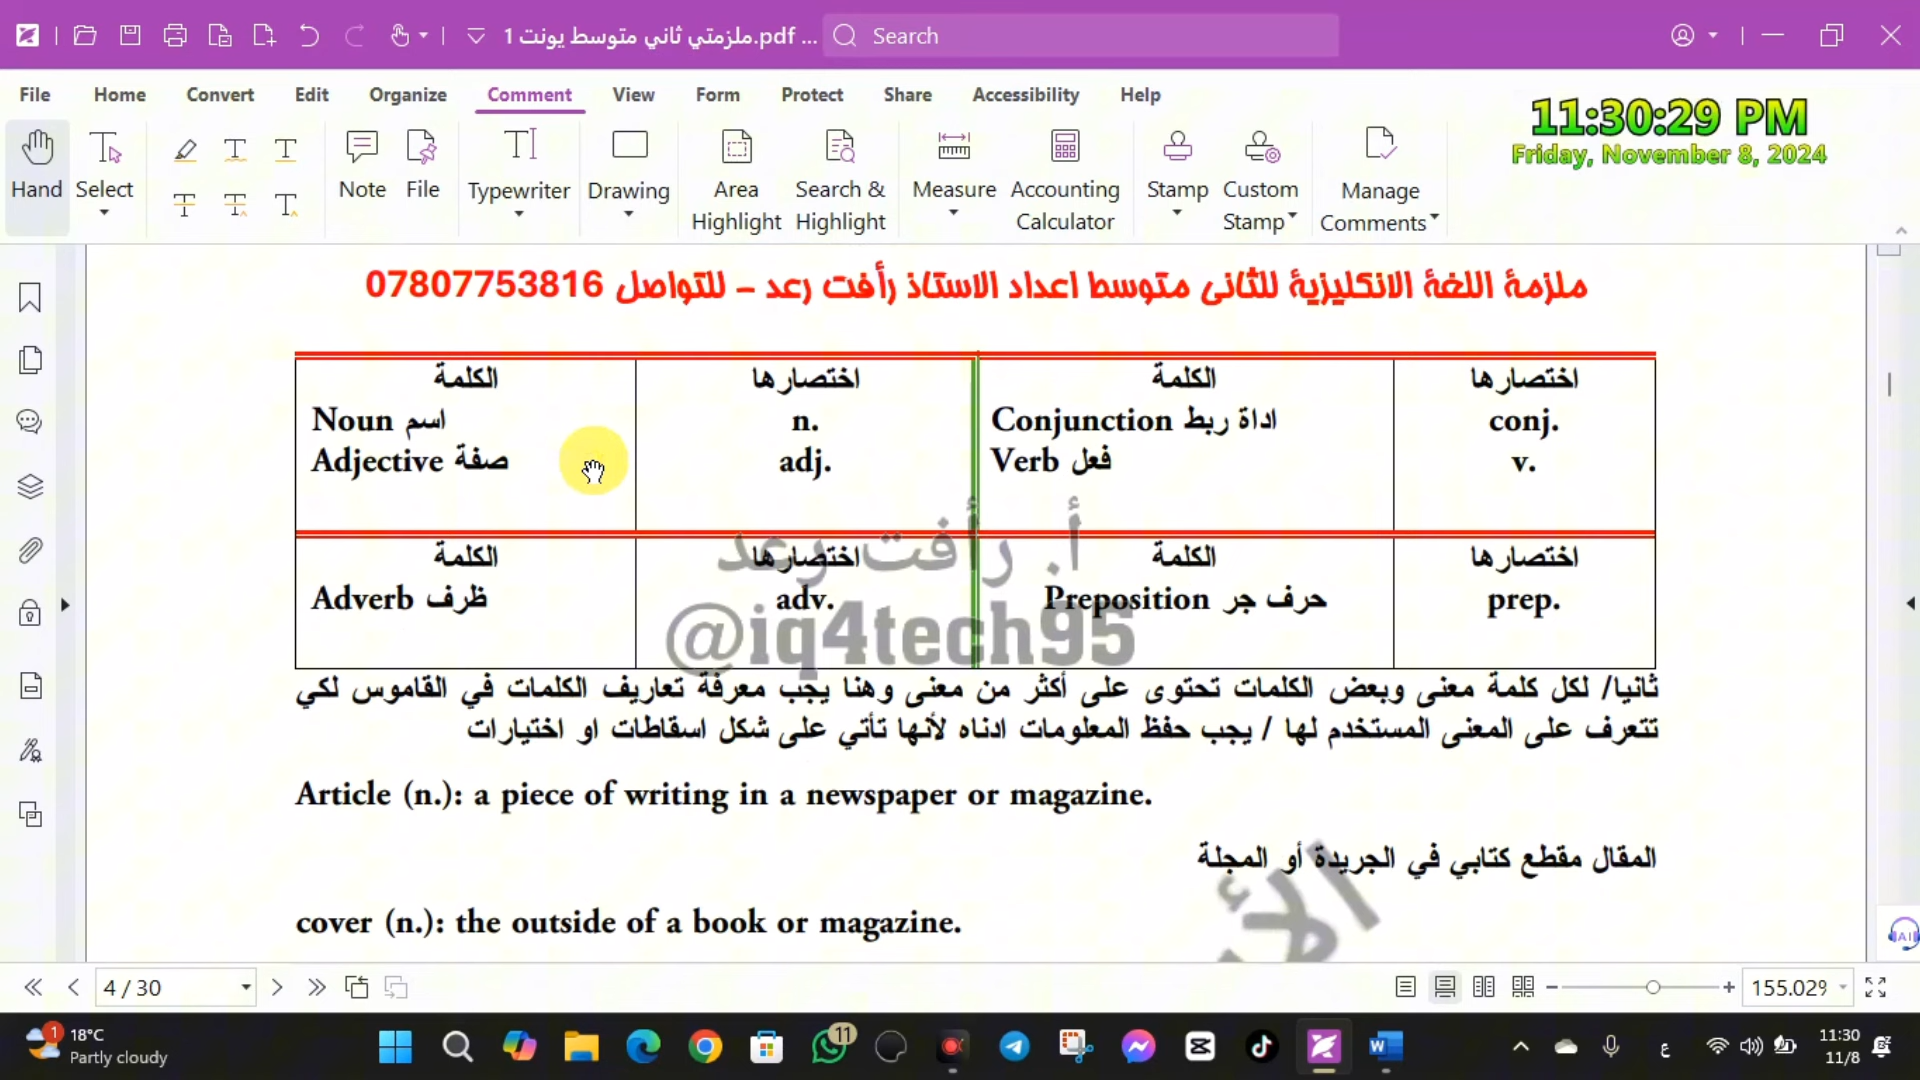 ملزمتي ثاني متوسط يونت 1.pdf ...
Search
File Home Convert Edit Organize Comment View Form Protect Share Accessibility Help
11:30:29 PM
Friday, November 8, 2024
Hand Select Note File Typewriter Drawing Area Highlight Search & Highlight Measure Accounting Calculator Stamp Custom Stamp Manage Comments
ملزمة اللغة الانكليزية للثاني متوسط اعداد الاستاذ رأفت رعد – للتواصل 07807753816
الكلمة اختصارها الكلمة اختصارها
Noun اسم n. Conjunction اداة ربط conj.
Adjective صفة adj. Verb فعل v.
أ. رأفت رعد
الكلمة اختصارها الكلمة اختصارها
Adverb ظرف adv. Preposition حرف جر prep.
@iq4tech95
ثانيا/ لكل كلمة معنى وبعض الكلمات تحتوى على أكثر من معنى وهنا يجب معرفة تعاريف الكلمات في القاموس لكي
تتعرف على المعنى المستخدم لها / يجب حفظ المعلومات ادناه لأنها تأتي على شكل اسقاطات او اختيارات
Article (n.): a piece of writing in a newspaper or magazine.
المقال مقطع كتابي في الجريدة أو المجلة
cover (n.): the outside of a book or magazine.
AI
4 / 30
155.029
1
18°C
Partly cloudy
11
ع
11:30
11/8